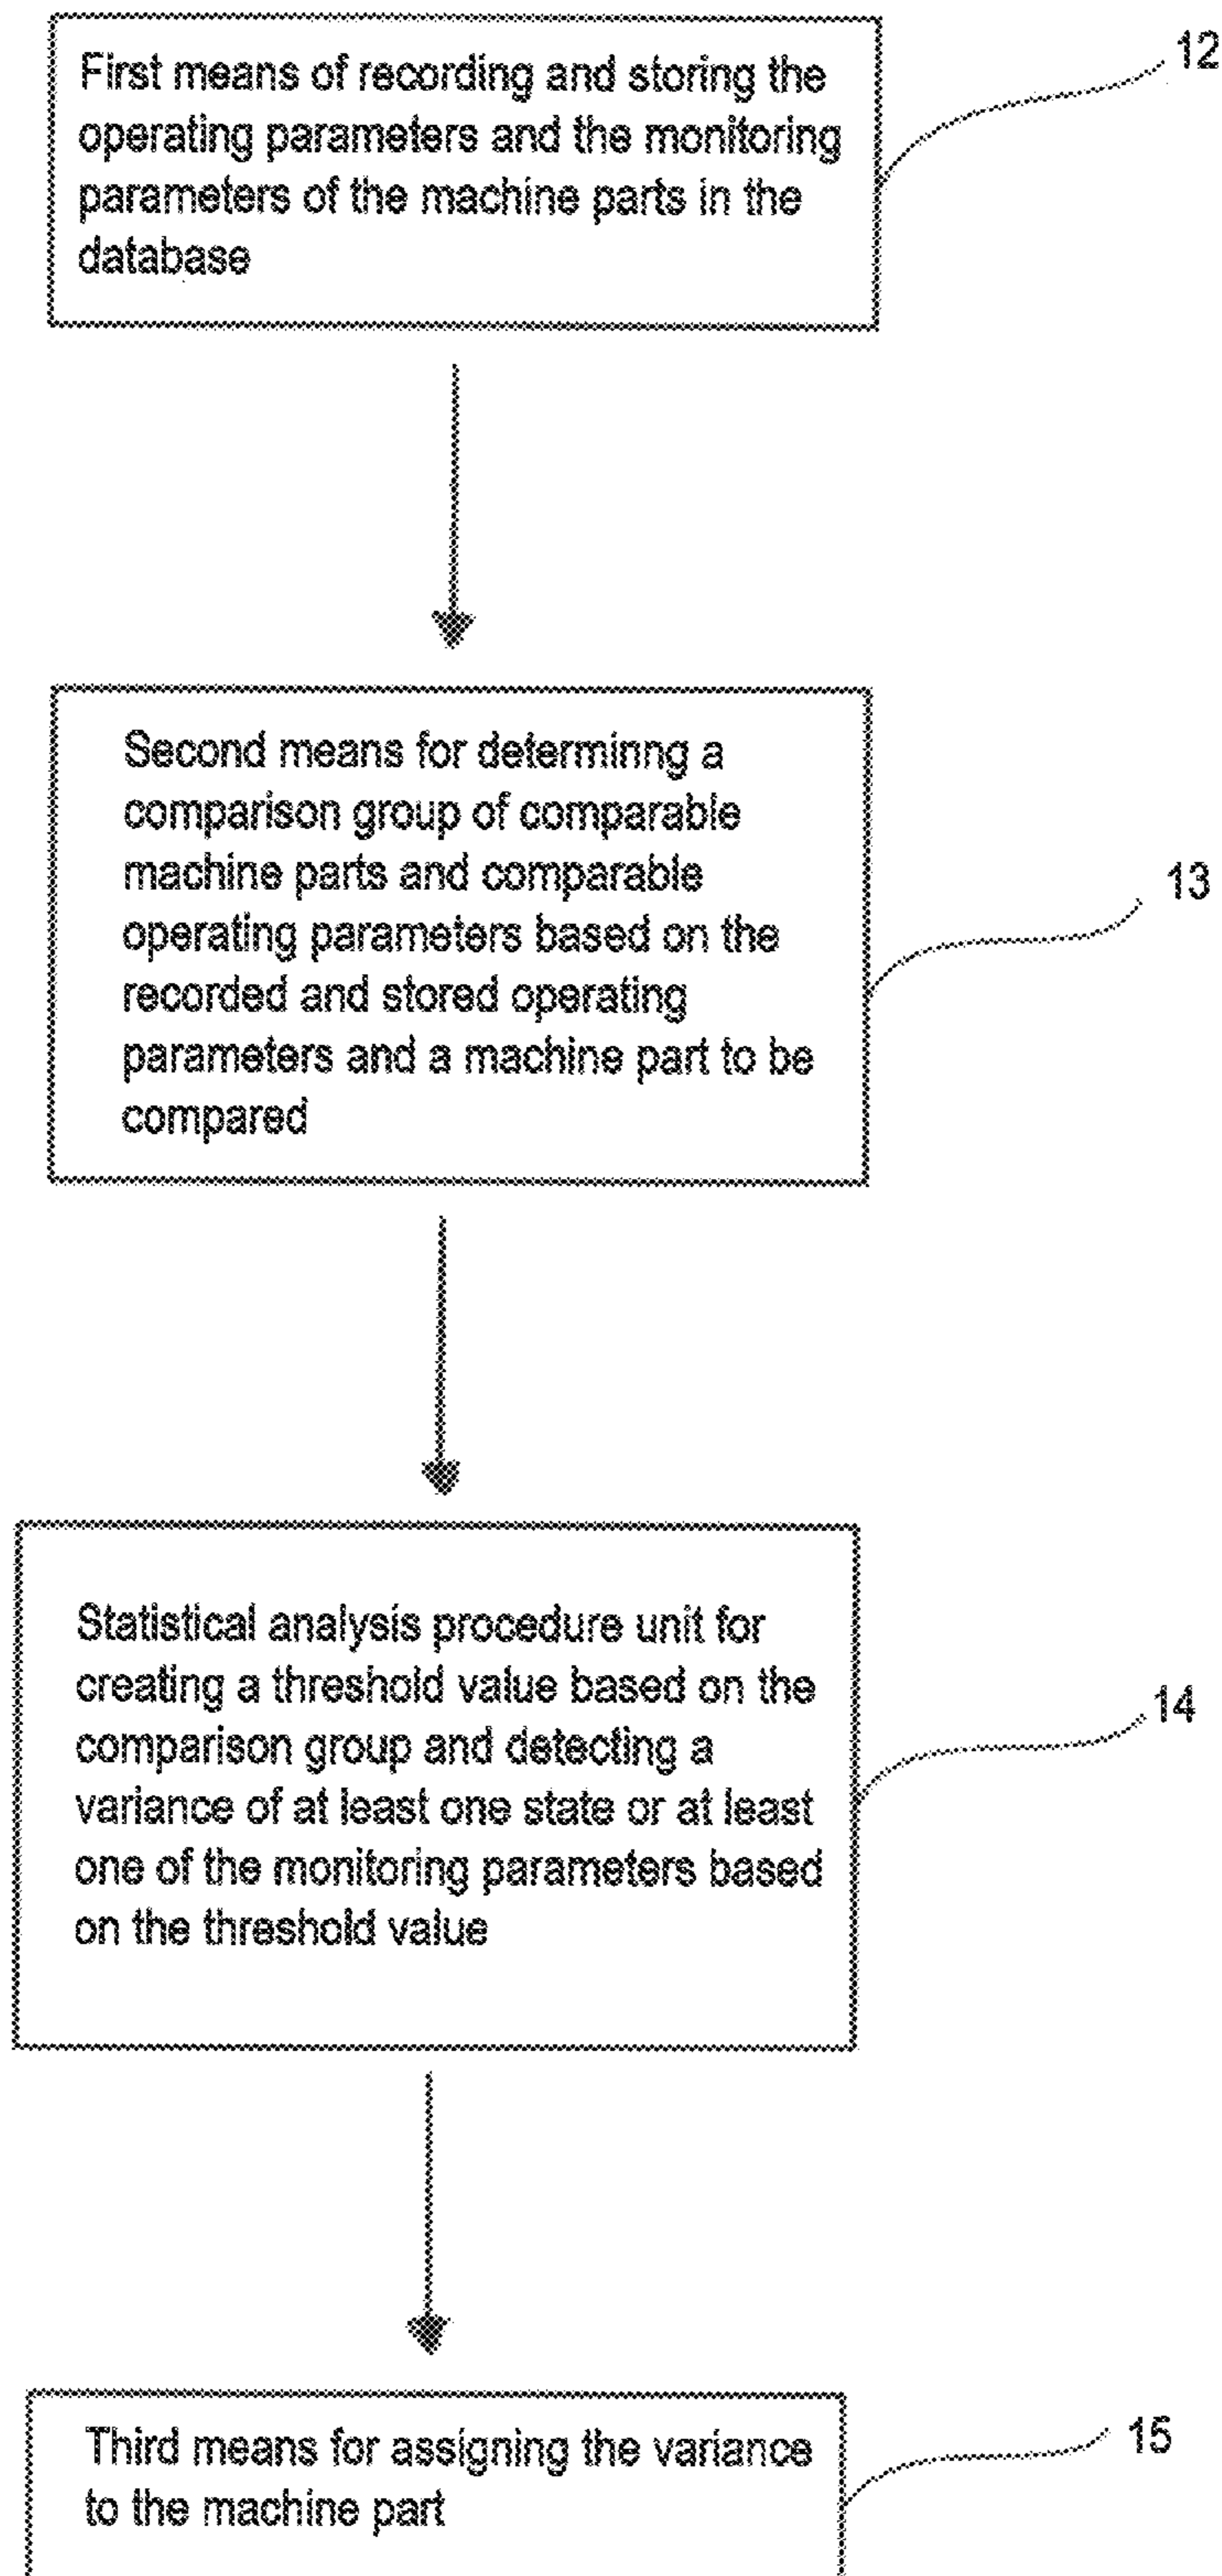 First means of recording and storing the
operating parameters and the monitoring
parameters of the machine parts in the
database
12
Second means for determinng a
comparison group of comparable
machine parts and comparable
operating parameters based on the
recorded and stored operating
parameters and a machine part to be
compared
13
Statistical analysis procedure unit for
creating a threshold value based on the
comparison group and detecting a
variance of at least one state or at least
one of the monitoring parameters based
on the threshold value
14
Third means for assigning the variance
to the machine part
15